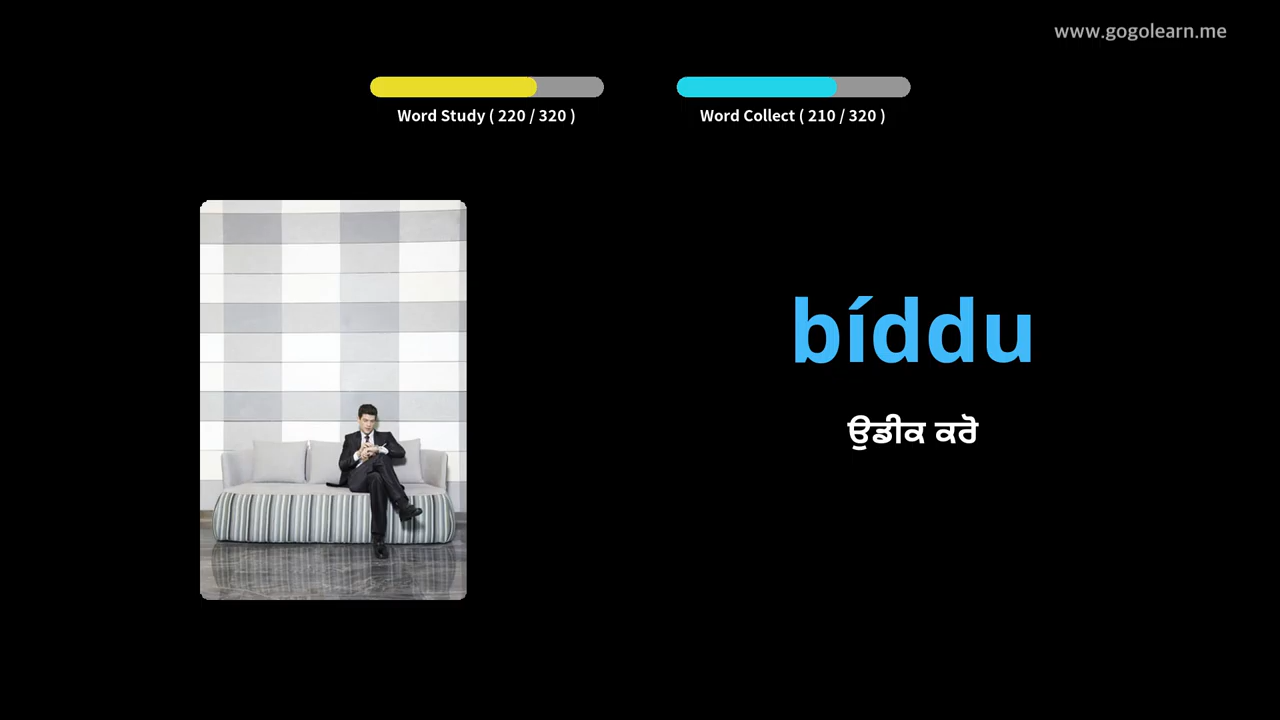 www.gogolearn.me
Word Study ( 220 / 320 )
Word Collect ( 210 / 320 )
bíddu
ਉਡੀਕ ਕਰੋ